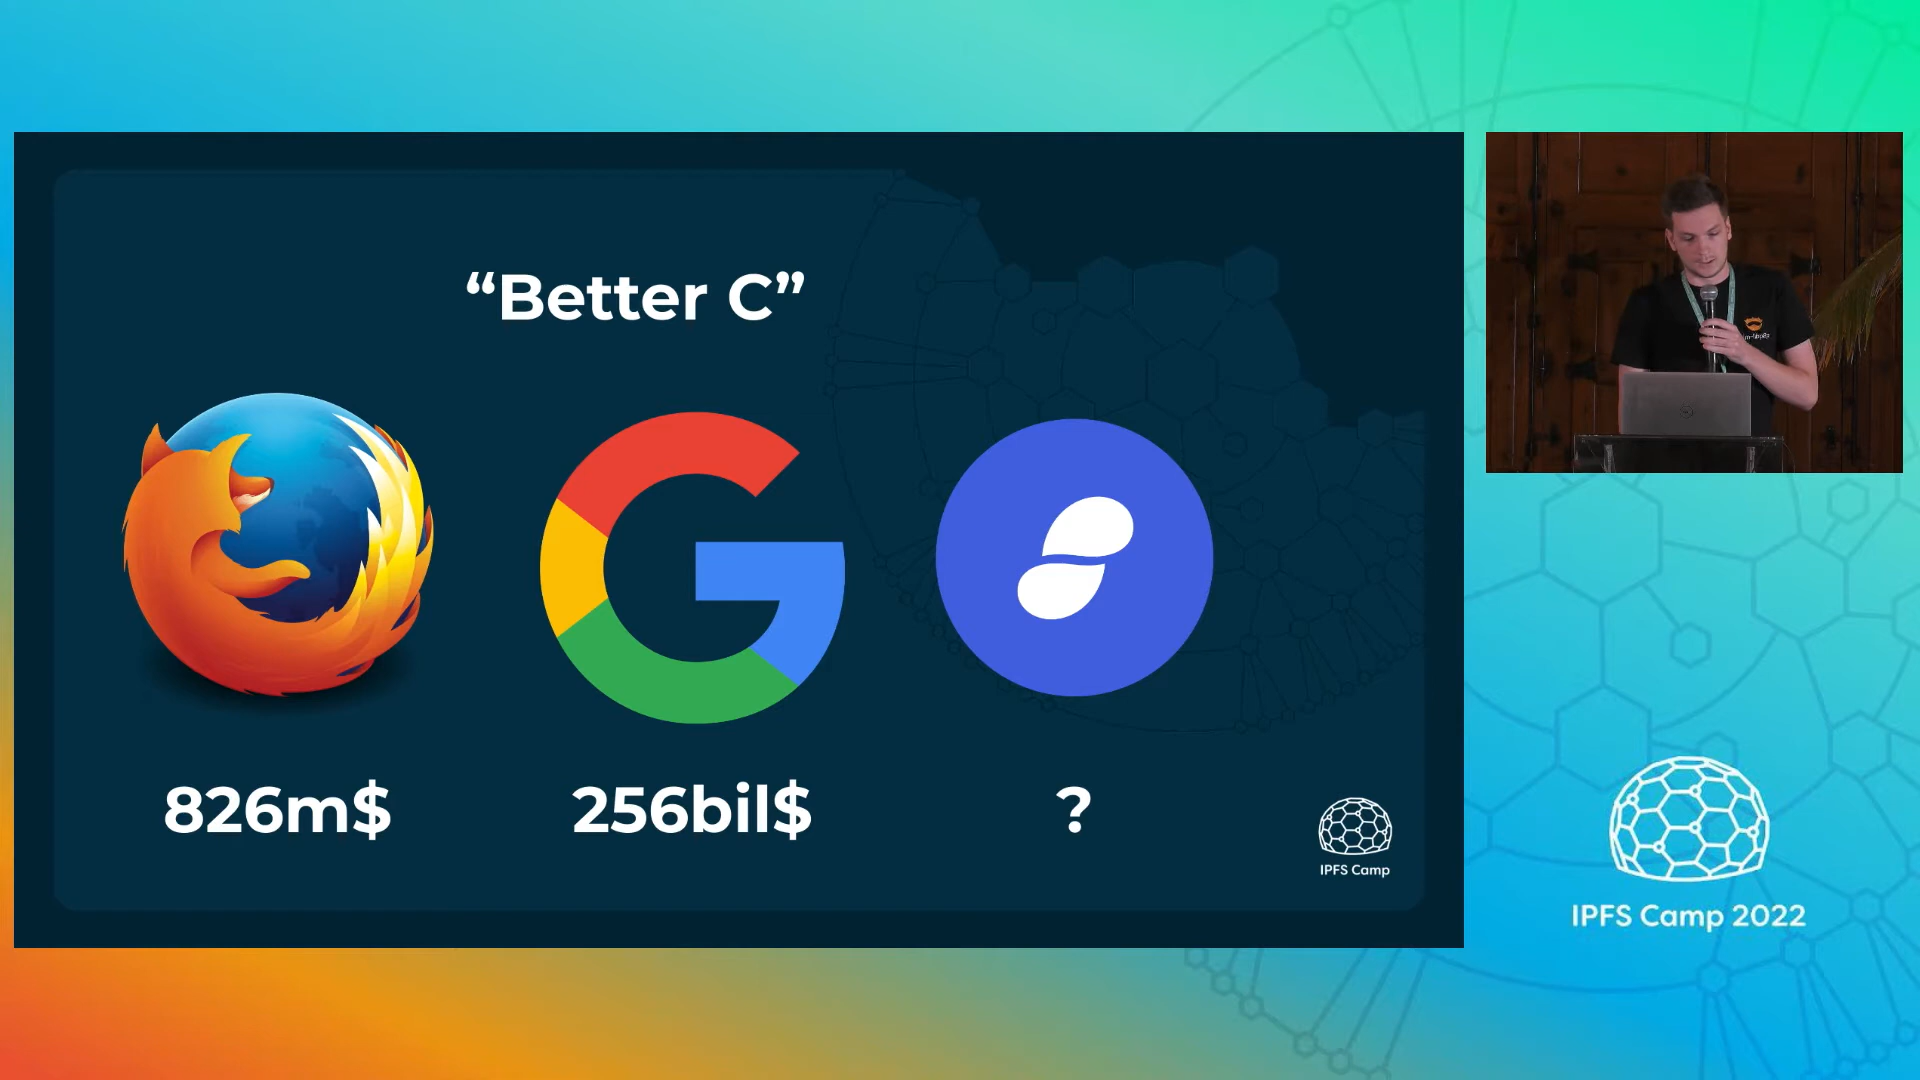 “Better C”
826m$
256bil$
?
IPFS Camp
IPFS Camp 2022